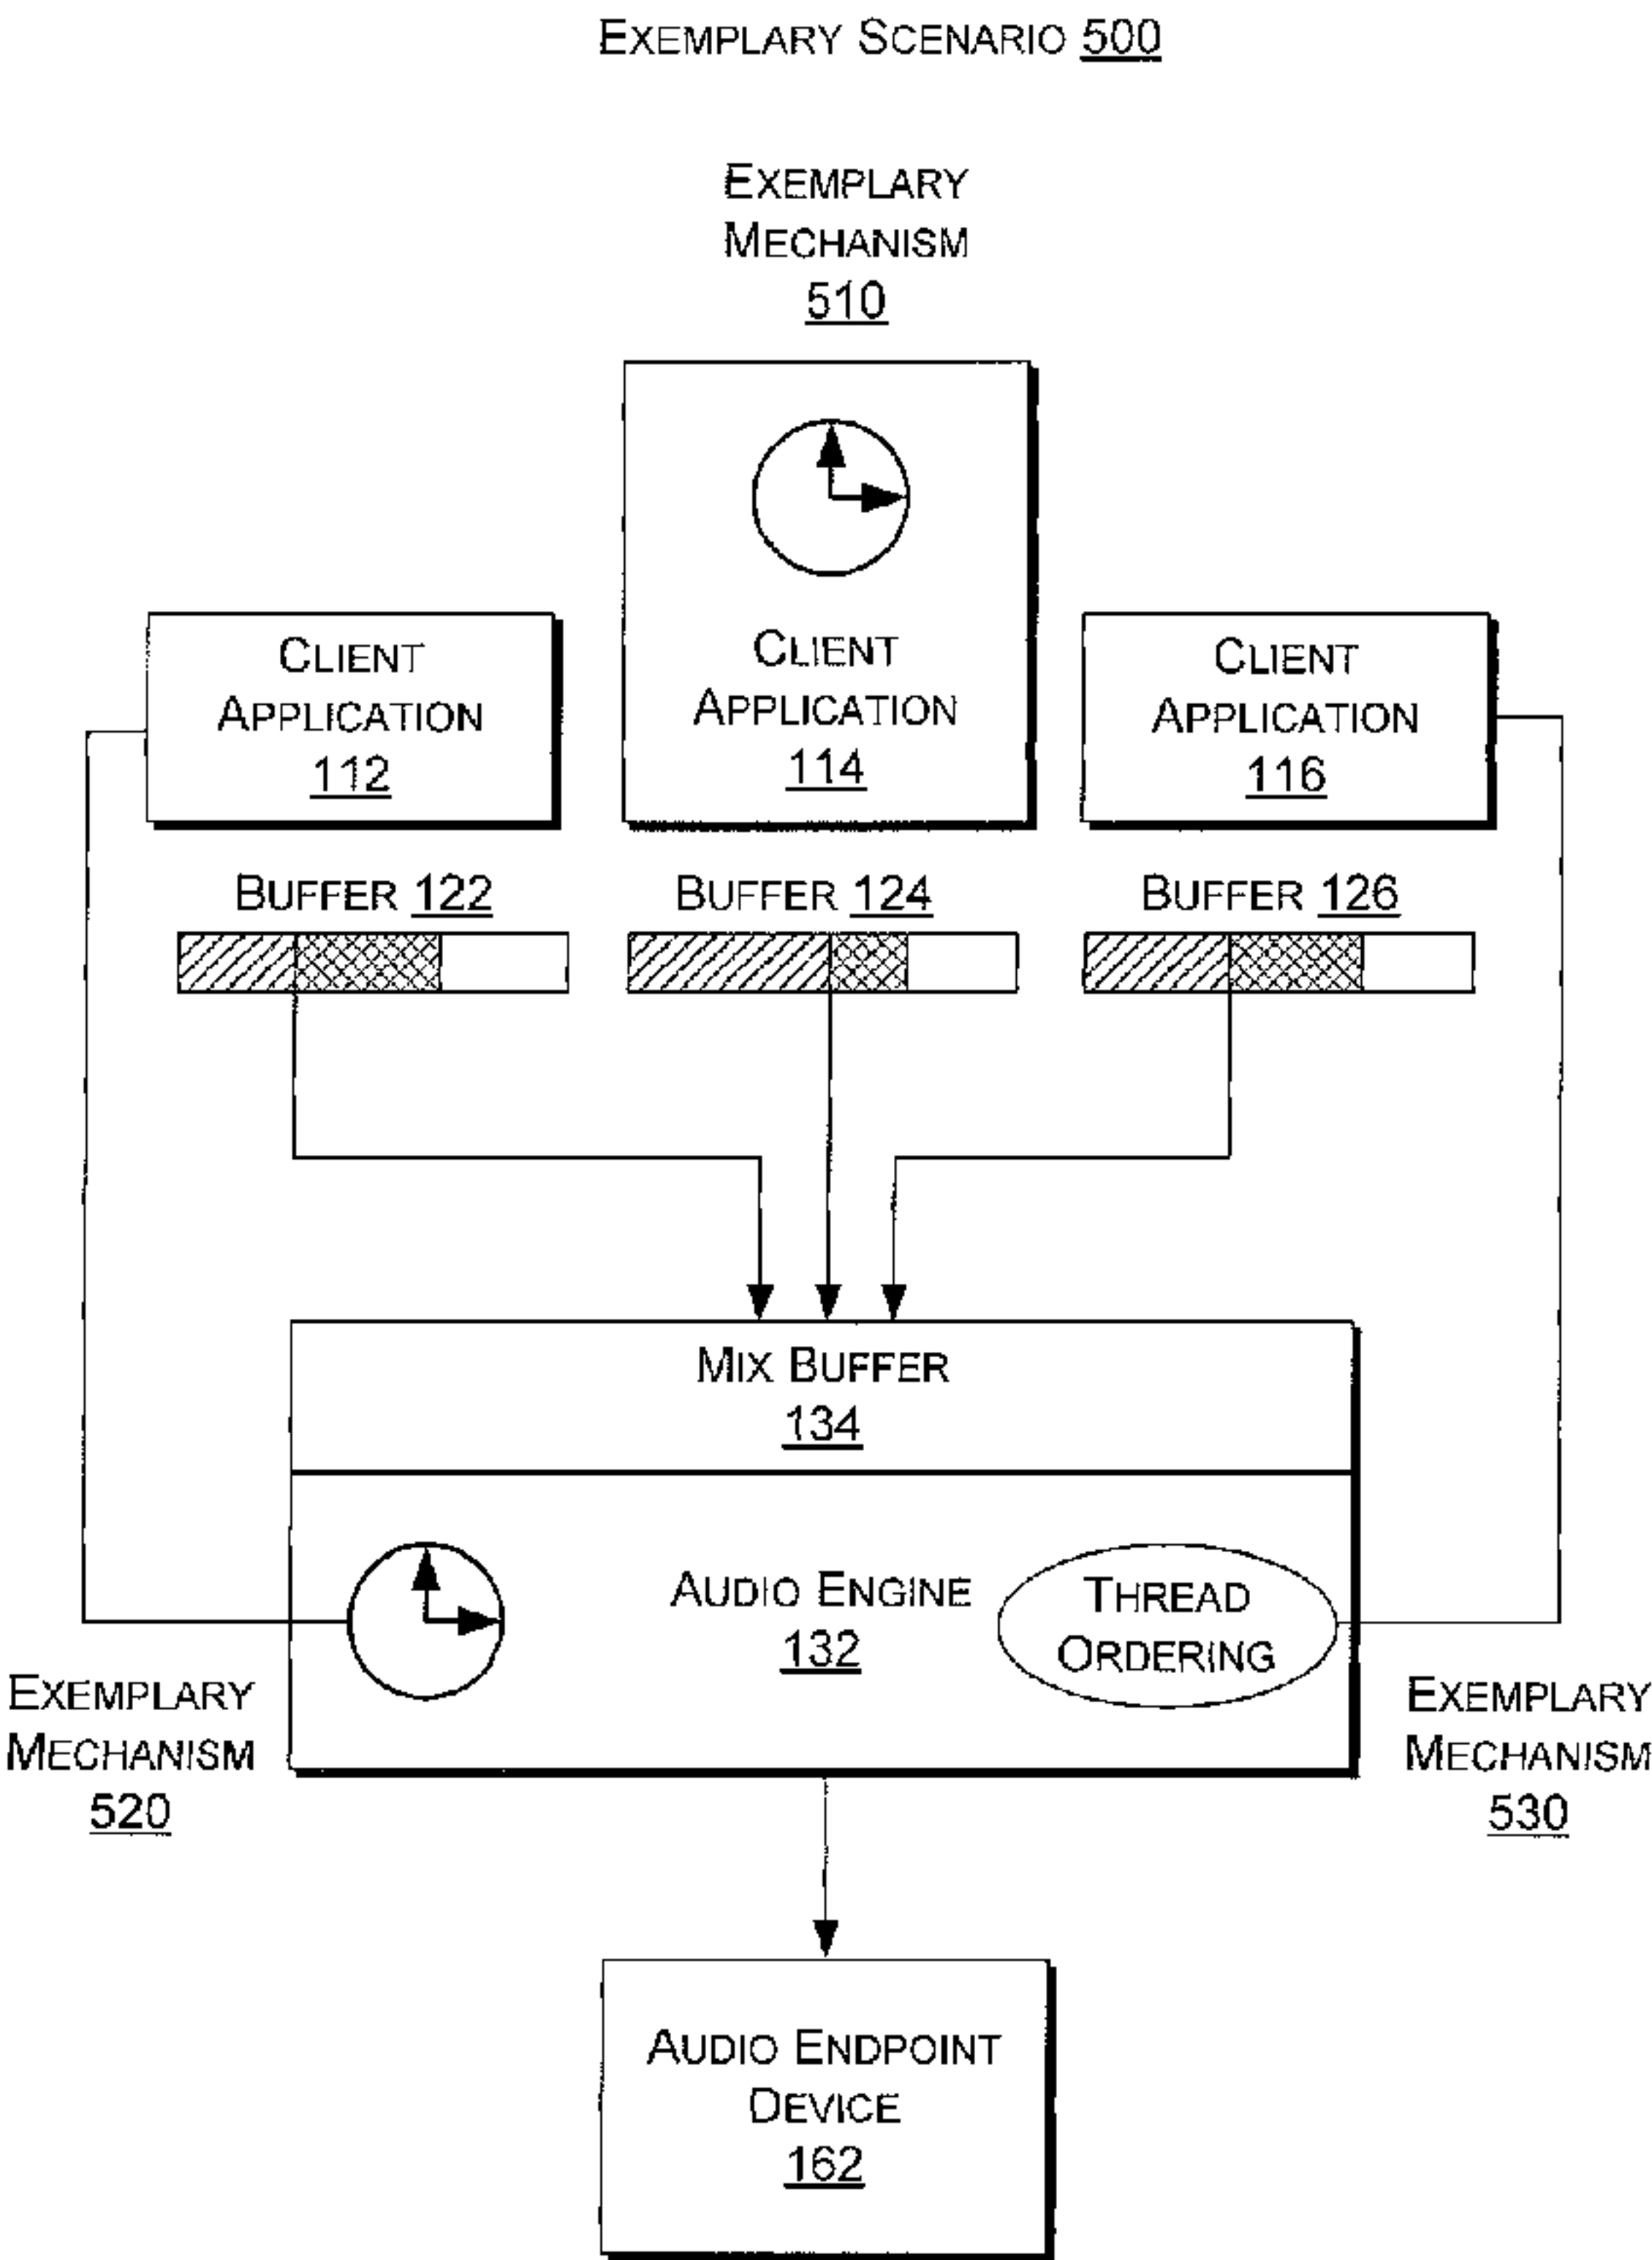 EXEMPLARY SCENARIO 500
EXEMPLARY
MECHANISM
510
CLIENT
APPLICATION
112
CLIENT
APPLICATION
114
CLIENT
APPLICATION
116
BUFFER 122
BUFFER 124
BUFFER 126
MIX BUFFER
134
AUDIO ENGINE
132
THREAD
ORDERING
EXEMPLARY
MECHANISM
520
EXEMPLARY
MECHANISM
530
AUDIO ENDPOINT
DEVICE
162